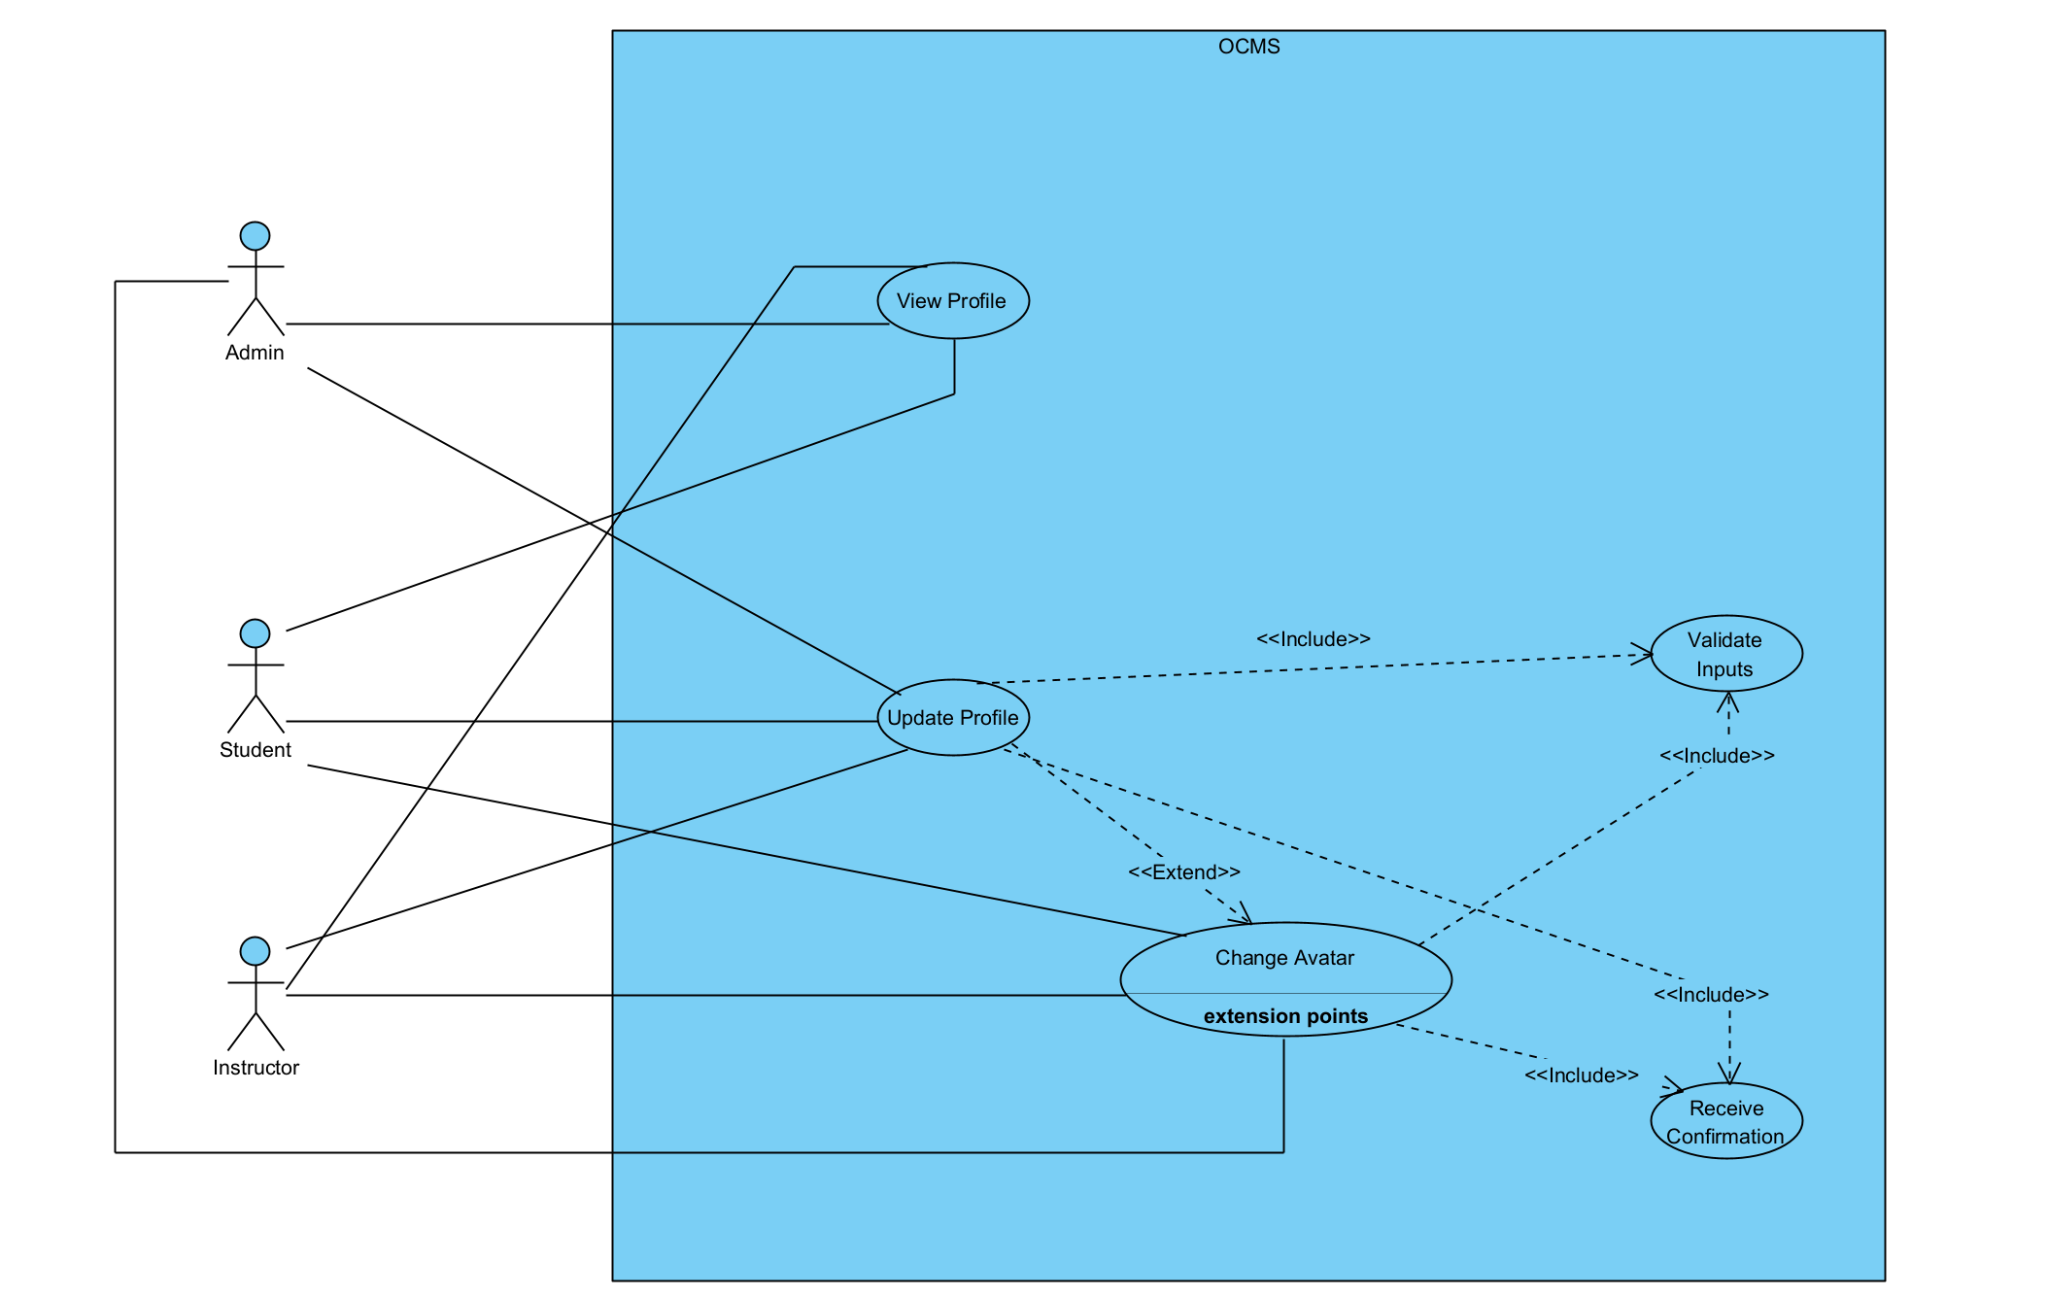 OCMS
View Profile
Admin
<<Include>>
Validate
Inputs
Update Profile
Student
<<Include>>
<<Extend>>
Change Avatar
<<Include>>
extension points
Instructor
<<Include>>
Receive
Confirmation